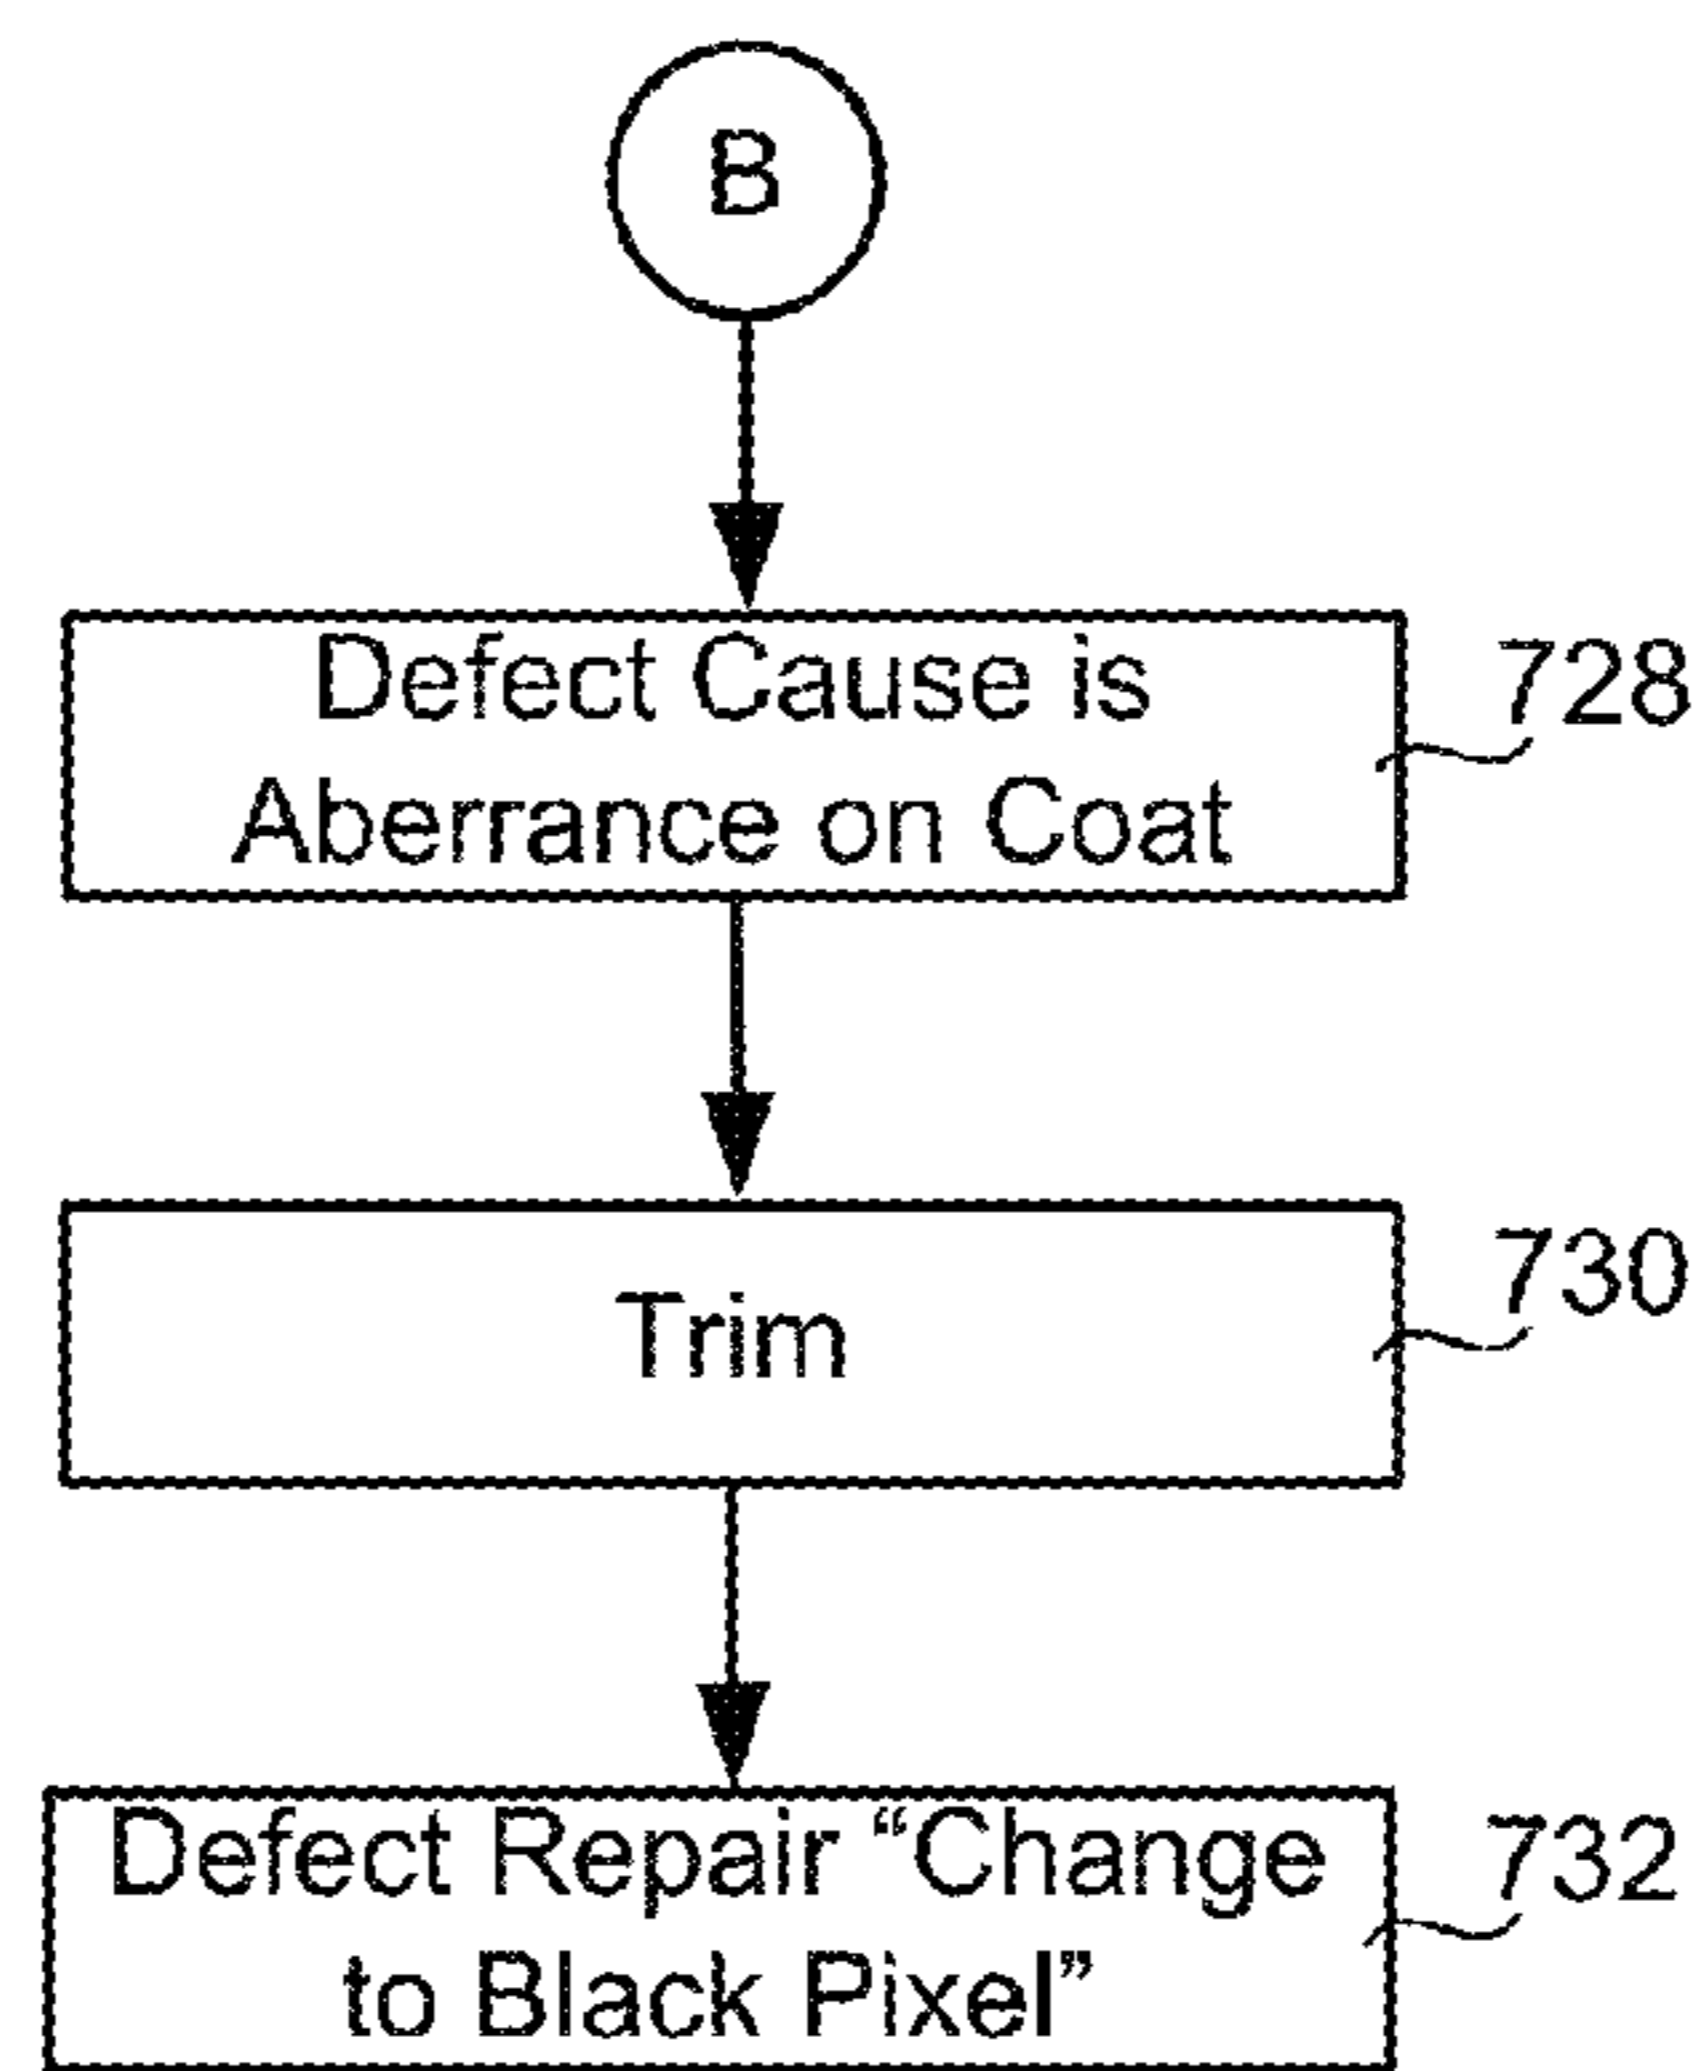 B
Defect Cause is
Aberrance on Coat
728
Trim
730
Defect Repair “Change
to Black Pixel”
732